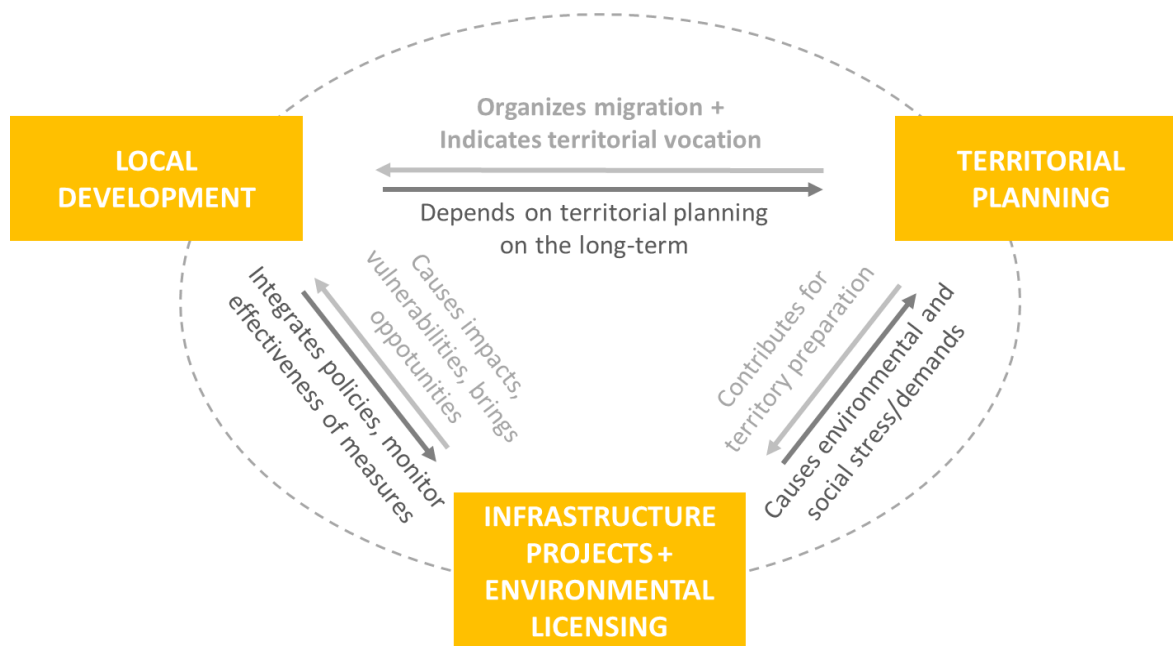 Organizes migration +
Indicates territorial vocation
LOCAL
DEVELOPMENT
TERRITORIAL
PLANNING
Depends on territorial planning
on the long-term
Integrates policies, monitor
effectiveness of measures
Causes impacts,
vulnerabilities, brings
oppotunities
Contributes for
territory preparation
Causes environmental and
social stress/demands
INFRASTRUCTURE
PROJECTS +
ENVIRONMENTAL
LICENSING